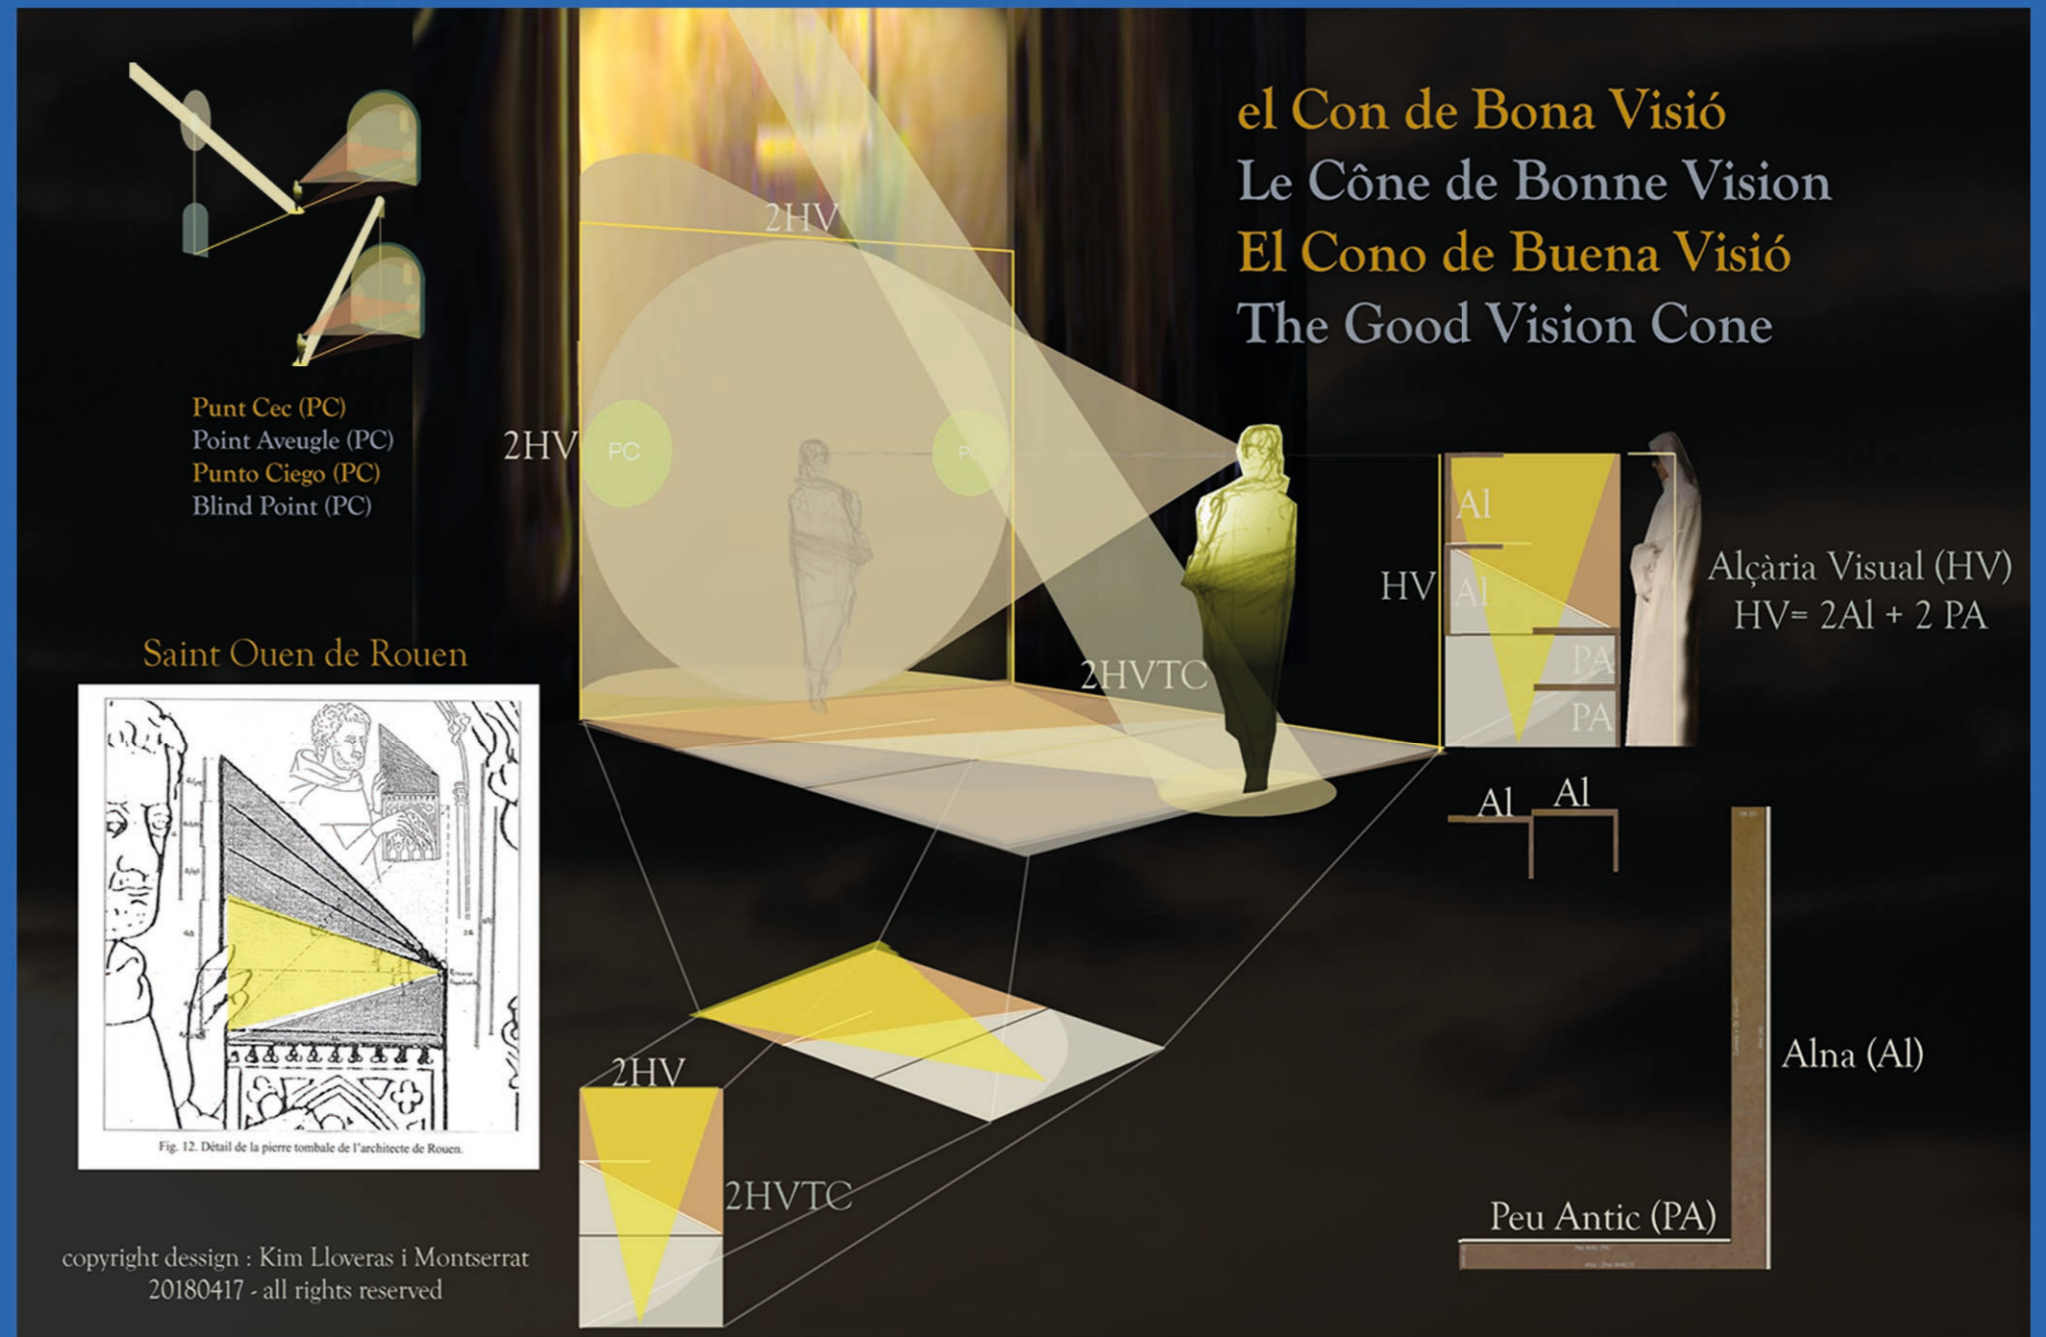 el Con de Bona Visió
Le Cône de Bonne Vision
El Cono de Buena Visió
The Good Vision Cone
2HV
2HV
PC
PC
Punt Cec (PC)
Point Aveugle (PC)
Punto Ciego (PC)
Blind Point (PC)
Al
HV
Al
PA
PA
Alçària Visual (HV)
HV= 2Al + 2 PA
2HVTC
Saint Ouen de Rouen
Fig. 12. Détail de la pierre tombale de l'architecte de Rouen.
Al
Al
Alna (Al)
Peu Antic (PA)
2HV
2HVTC
copyright dessign : Kim Lloveras i Montserrat
20180417 - all rights reserved